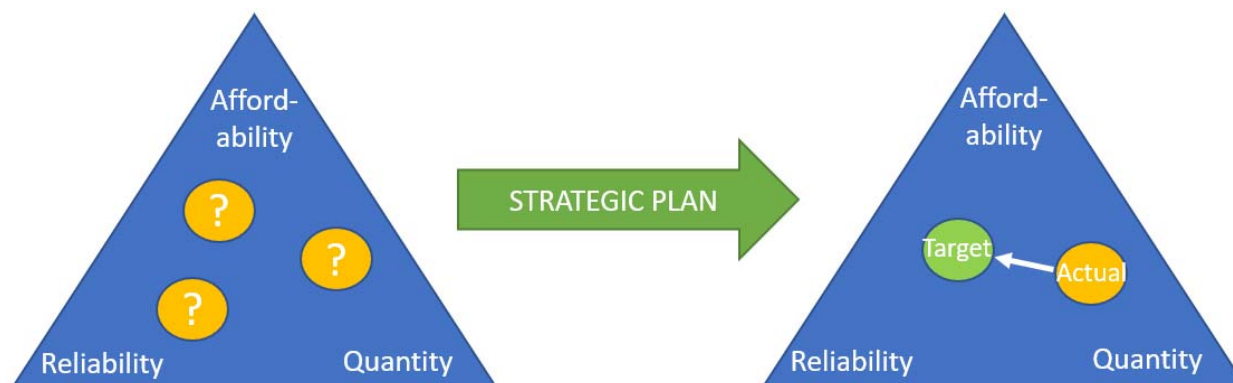 Afford-
ability
?
?
?
Reliability
Quantity
STRATEGIC PLAN
Afford-
ability
Target
Actual
Reliability
Quantity